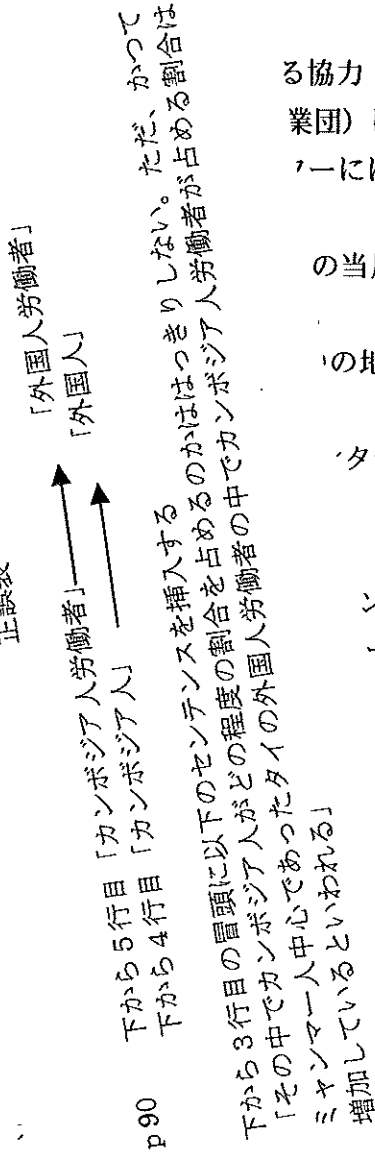 正誤表
p90 下から5行目「カンボジア人労働者」→「外国人労働者」
下から4行目「カンボジア人」→「外国人」
下から3行目の冒頭に以下のセンテンスを挿入する
「その中でカンボジア人がどの程度の割合を占めるのかははっきりしない。ただ、かつて
ミャンマー人中心であったタイの外国人労働者の中でカンボジア人労働者が占める割合は
増加しているといわれる」
る協力
業団）
ーには
の当
の地
タ